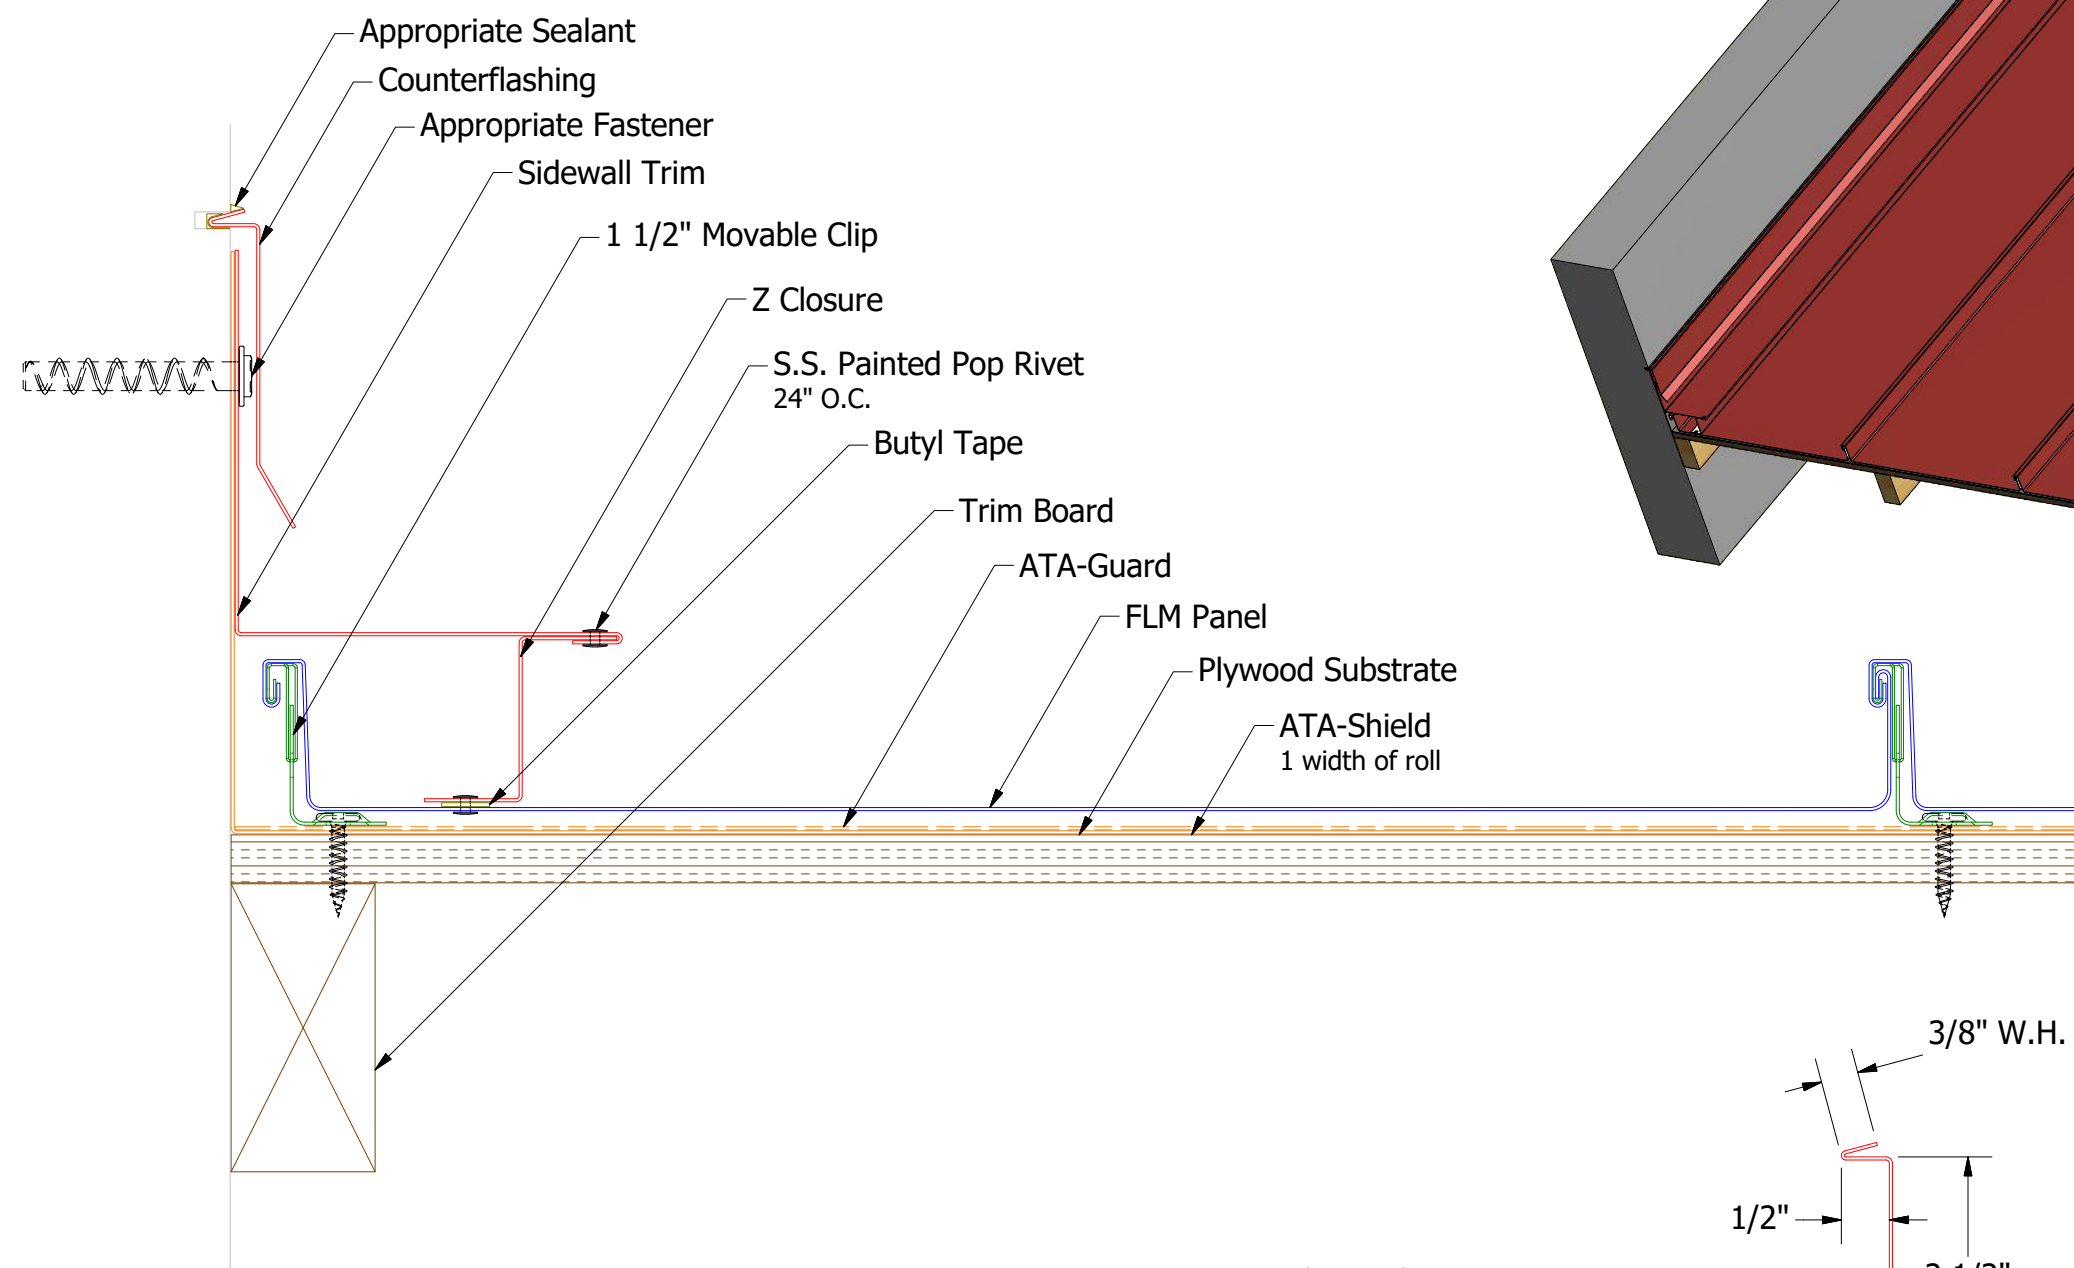 Appropriate Sealant
Counterflashing
Appropriate Fastener
Sidewall Trim
1 1/2" Movable Clip
Z Closure
S.S. Painted Pop Rivet
24" O.C.
Butyl Tape
Trim Board
ATA-Guard
FLM Panel
Plywood Substrate
ATA-Shield
1 width of roll
3/8" W.H.
1/2"